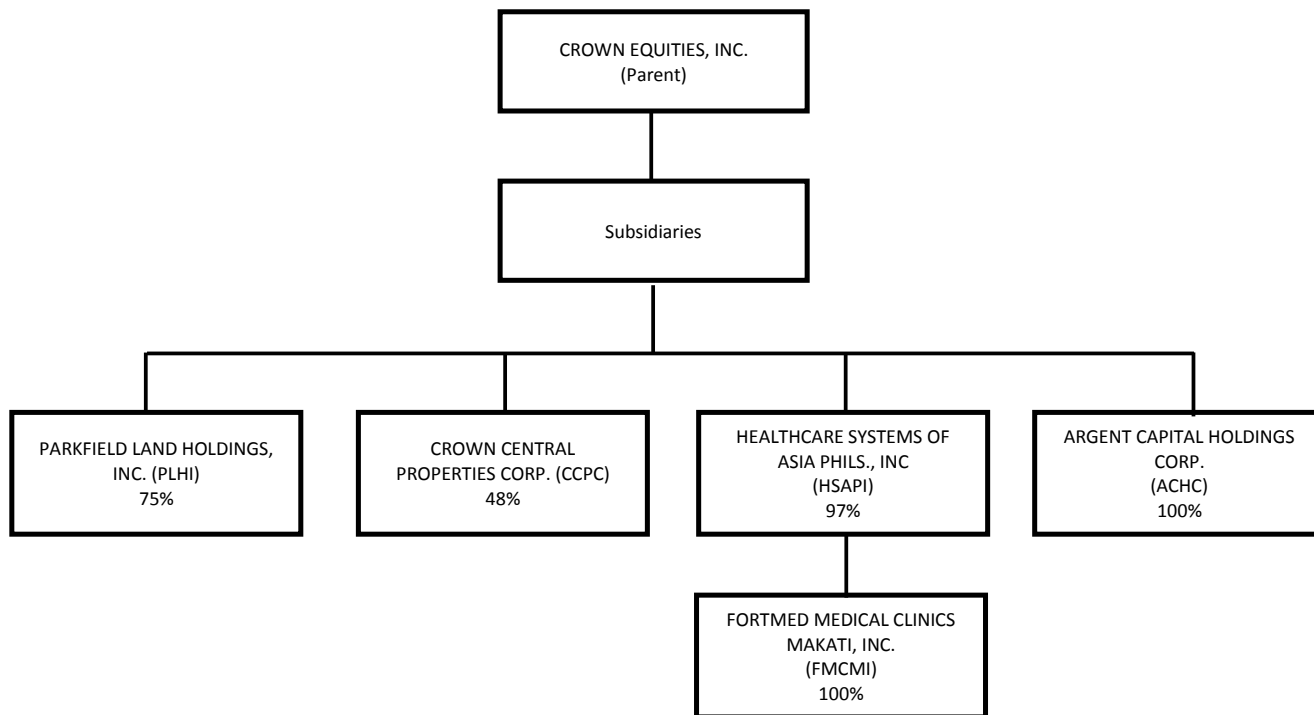 CROWN EQUITIES, INC.
(Parent)
Subsidiaries
PARKFIELD LAND HOLDINGS,
INC. (PLHI)
75%
CROWN CENTRAL
PROPERTIES CORP. (CCPC)
48%
HEALTHCARE SYSTEMS OF
ASIA PHILS., INC
(HSAPI)
97%
ARGENT CAPITAL HOLDINGS
CORP.
(ACHC)
100%
FORTMED MEDICAL CLINICS
MAKATI, INC.
(FMCMI)
100%